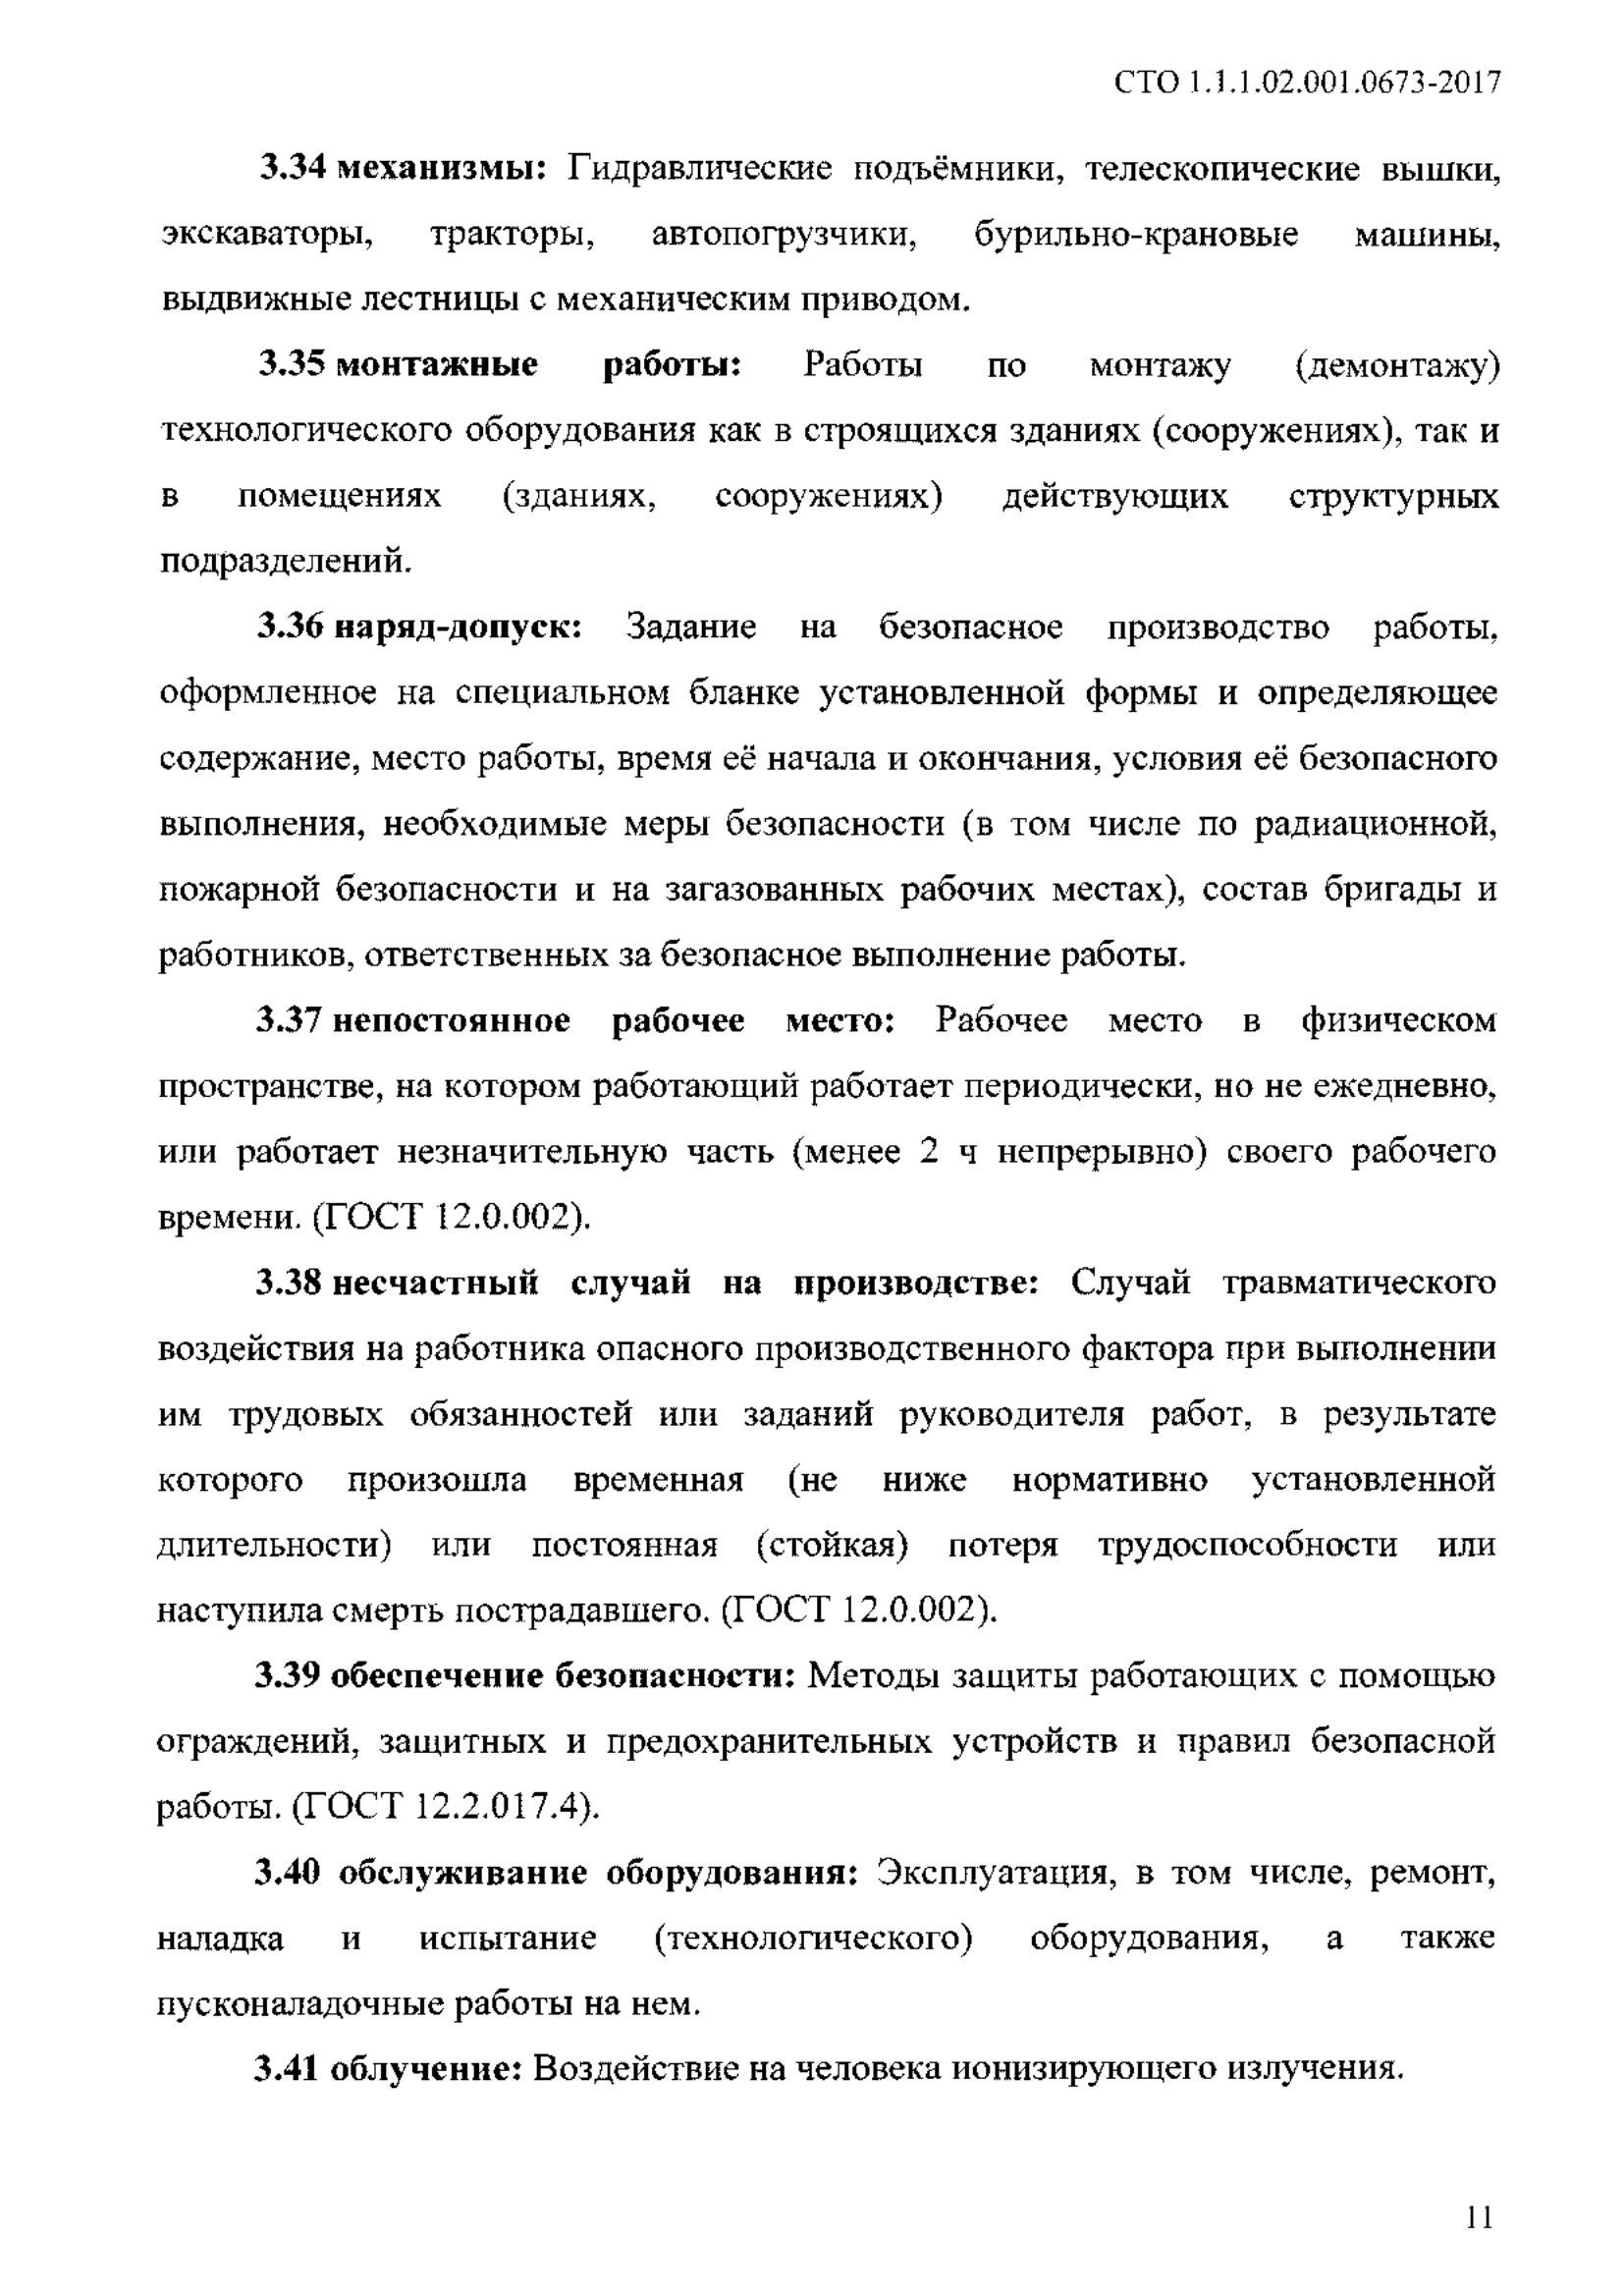 СТО 1.1.1.02.001.0673-2017
3.34 механизмы: Гидравлические подъёмники, телескопические вышки,
экскаваторы, тракторы, автопогрузчики, бурильно-крановые машины,
выдвижные лестницы с механическим приводом.
3.35 монтажные работы: Работы по монтажу (демонтажу)
технологического оборудования как в строящихся зданиях (сооружениях), так и
в помещениях (зданиях, сооружениях) действующих структурных
подразделений.
3.36 наряд-допуск: Задание на безопасное производство работы,
оформленное на специальном бланке установленной формы и определяющее
содержание, место работы, время её начала и окончания, условия её безопасного
выполнения, необходимые меры безопасности (в том числе по радиационной,
пожарной безопасности и на загазованных рабочих местах), состав бригады и
работников, ответственных за безопасное выполнение работы.
3.37 непостоянное рабочее место: Рабочее место в физическом
пространстве, на котором работающий работает периодически, но не ежедневно,
или работает незначительную часть (менее 2 ч непрерывно) своего рабочего
времени. (ГОСТ 12.0.002).
3.38 несчастный случай на производстве: Случай травматического
воздействия на работника опасного производственного фактора при выполнении
им трудовых обязанностей или заданий руководителя работ, в результате
которого произошла временная (не ниже нормативно установленной
длительности) или постоянная (стойкая) потеря трудоспособности или
наступила смерть пострадавшего. (ГОСТ 12.0.002).
3.39 обеспечение безопасности: Методы защиты работающих с помощью
ограждений, защитных и предохранительных устройств и правил безопасной
работы. (ГОСТ 12.2.017.4).
3.40 обслуживание оборудования: Эксплуатация, в том числе, ремонт,
наладка и испытание (технологического) оборудования, а также
пусконаладочные работы на нем.
3.41 облучение: Воздействие на человека ионизирующего излучения.
11